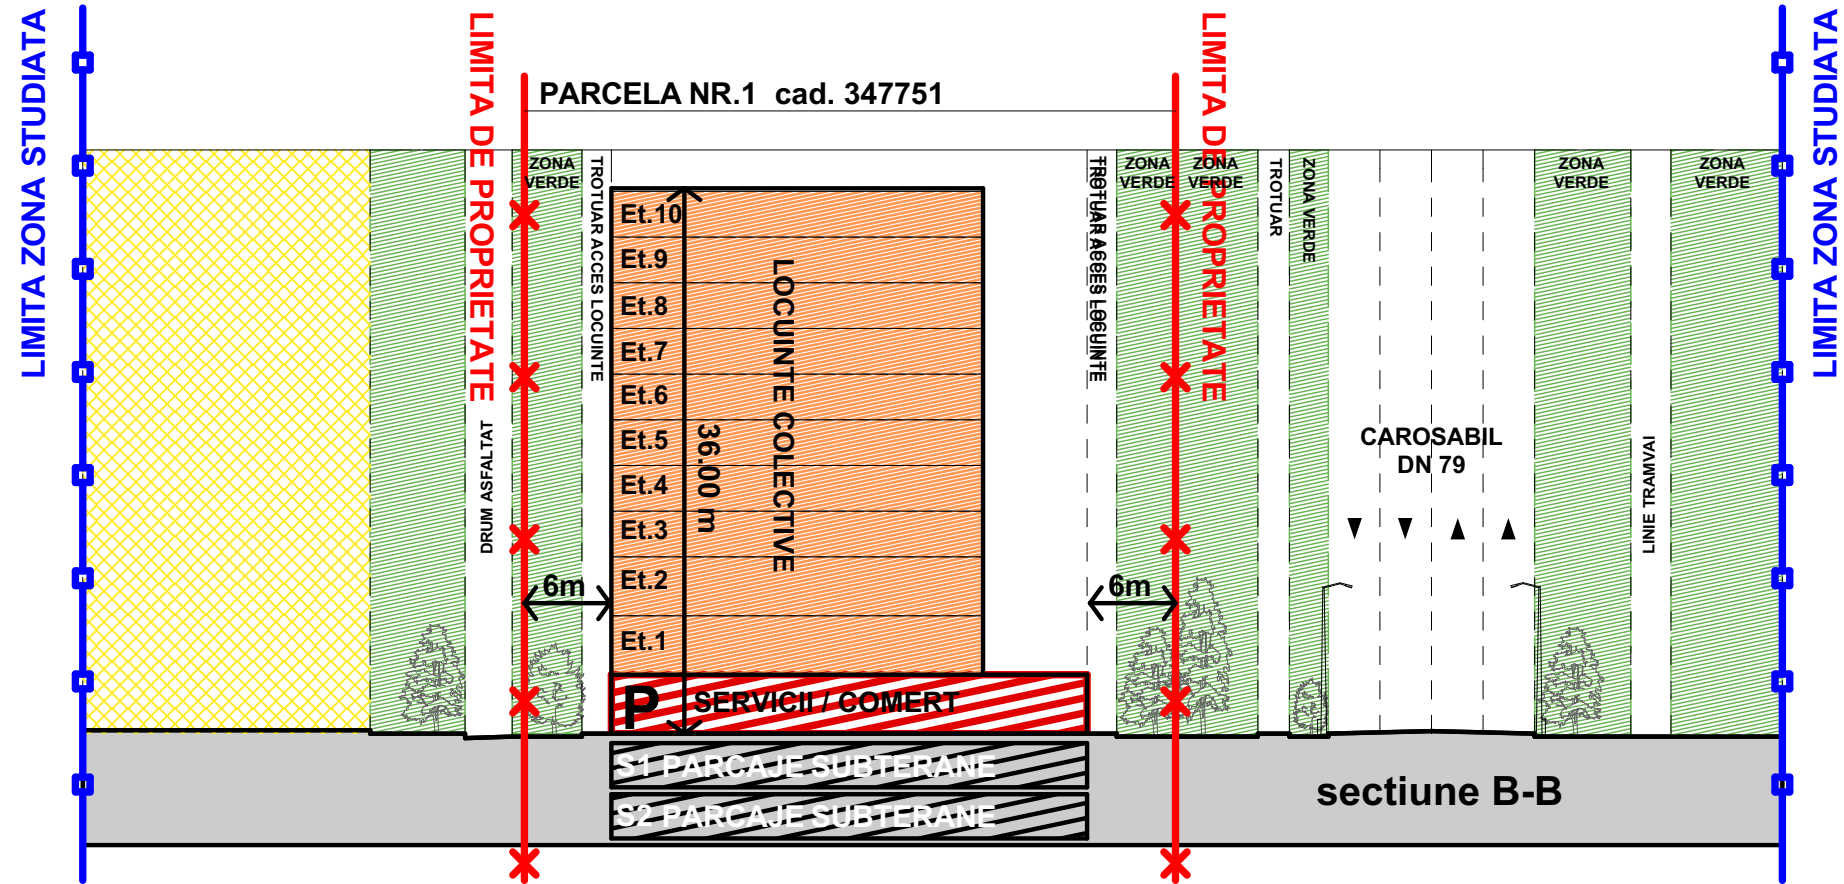 LIMITA ZONA STUDIATA
LIMITA DE PROPRIETATE
PARCELA NR.1 cad. 347751
LIMITA DE PROPRIETATE
LIMITA ZONA STUDIATA
ZONA
VERDE
TROTUAR ACCES LOCUINTE
TROTUAR ACCES LOCUINTE
ZONA
VERDE
ZONA
VERDE
TROTUAR
ZONA VERDE
ZONA
VERDE
ZONA
VERDE
Et.10
Et.9
Et.8
Et.7
Et.6
Et.5
Et.4
Et.3
Et.2
Et.1
36.00 m
LOCUINTE COLECTIVE
DRUM ASFALTAT
CAROSABIL
DN 79
LINIE TRAMVAI
6m
6m
P SERVICII / COMERT
S1 PARCAJE SUBTERANE
S2 PARCAJE SUBTERANE
sectiune B-B